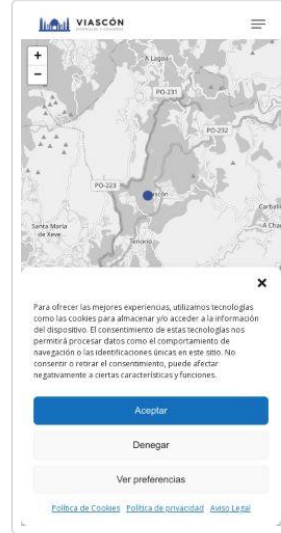 VIASCÓN
+
−
A Lagoa
PO-231
PO-232
PO-223
Carball
A Cha
Santa María
de Xeve
Tenorio
×
Para ofrecer las mejores experiencias, utilizamos tecnologías
como las cookies para almacenar y/o acceder a la información
del dispositivo. El consentimiento de estas tecnologías nos
permitirá procesar datos como el comportamiento de
navegación o las identificaciones únicas en este sitio. No
consentir o retirar el consentimiento, puede afectar
negativamente a ciertas características y funciones.
Aceptar
Denegar
Ver preferencias
Política de Cookies Política de privacidad Aviso Legal